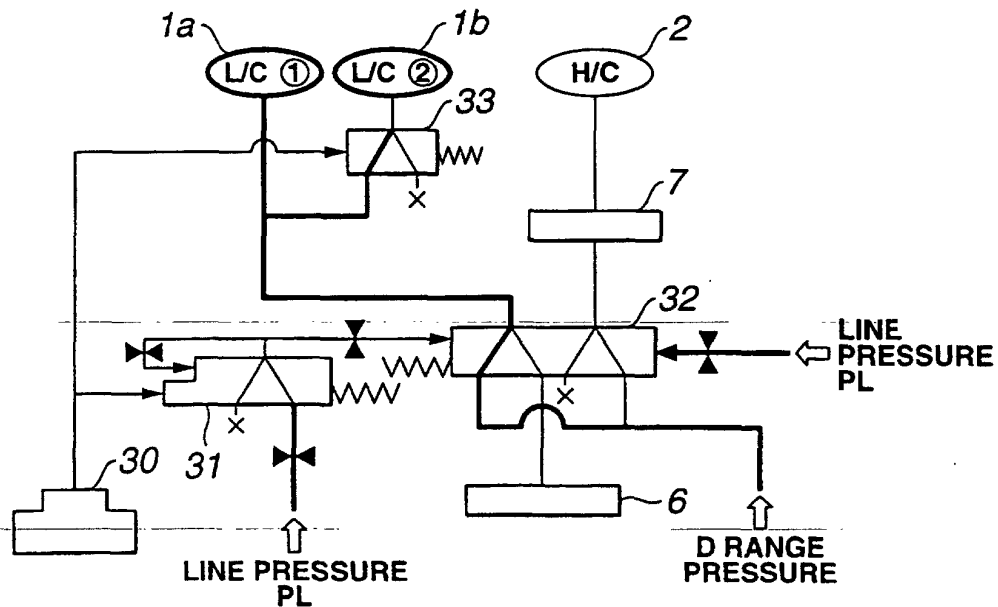 1a
1b
2
L/C ①
L/C ②
H/C
33
7
32
LINE
PRESSURE
PL
31
30
6
LINE PRESSURE
PL
D RANGE
PRESSURE